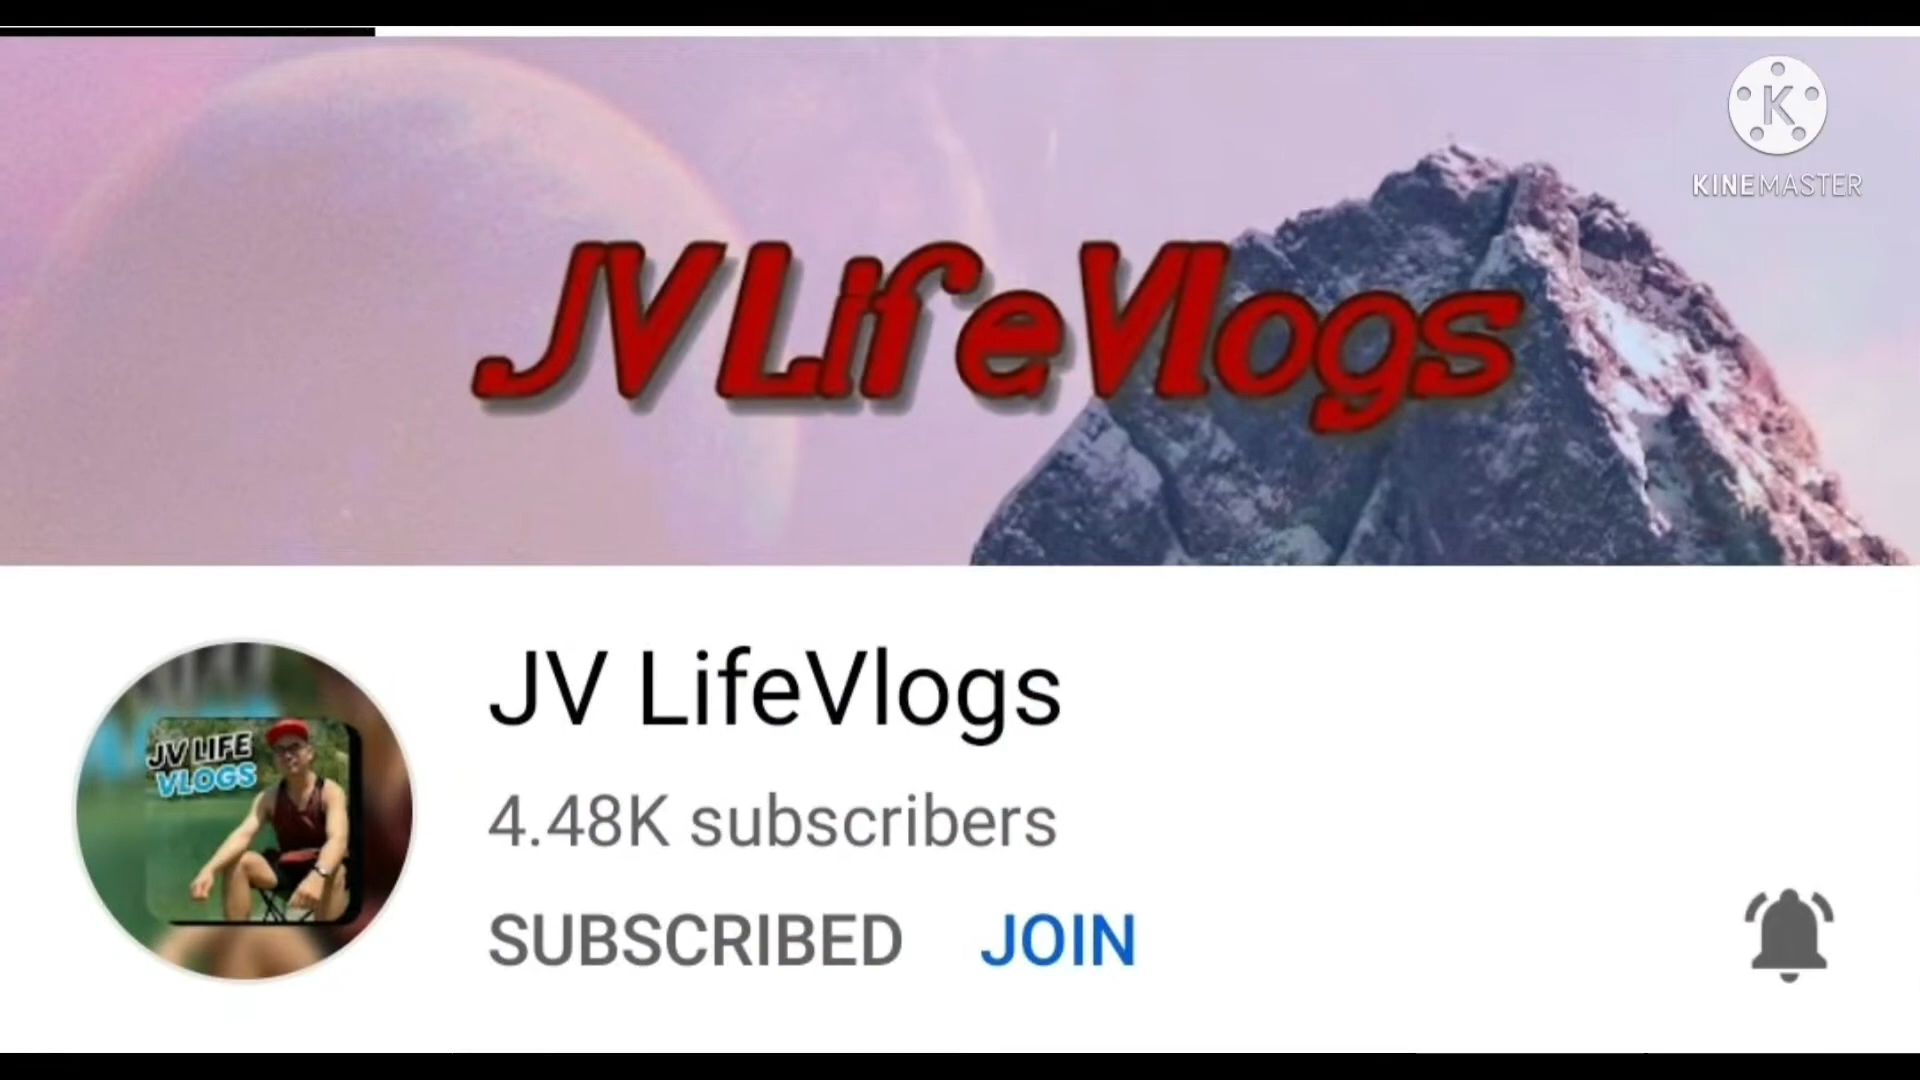 K
KINEMASTER
JVLifeVlogs
JV LifeVlogs
JV LIFE
VLOGS
4.48K subscribers
SUBSCRIBED JOIN